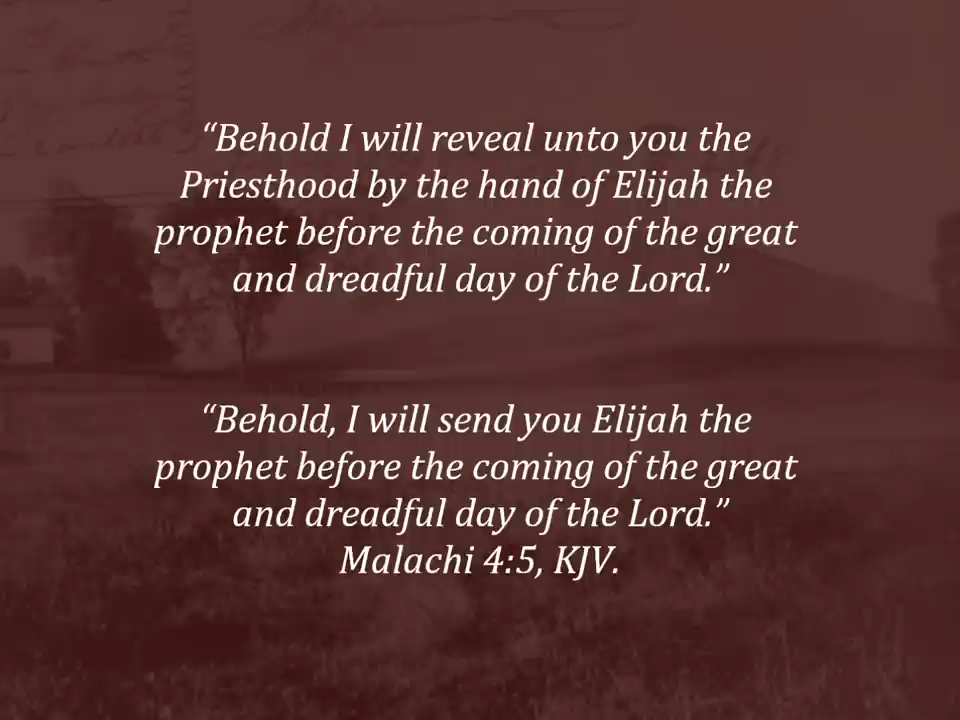 “Behold I will reveal unto you the
Priesthood by the hand of Elijah the
prophet before the coming of the great
and dreadful day of the Lord.”
“Behold, I will send you Elijah the
prophet before the coming of the great
and dreadful day of the Lord.”
Malachi 4:5, KJV.